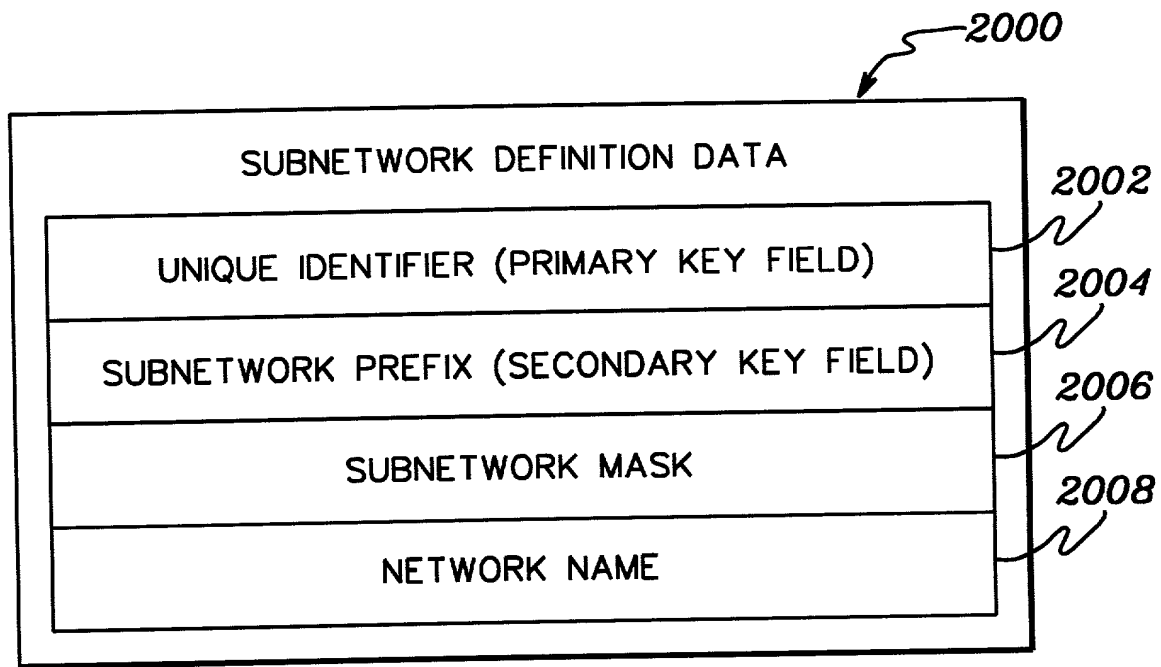 2000
SUBNETWORK DEFINITION DATA
2002
UNIQUE IDENTIFIER (PRIMARY KEY FIELD)
2004
SUBNETWORK PREFIX (SECONDARY KEY FIELD)
2006
SUBNETWORK MASK
2008
NETWORK NAME